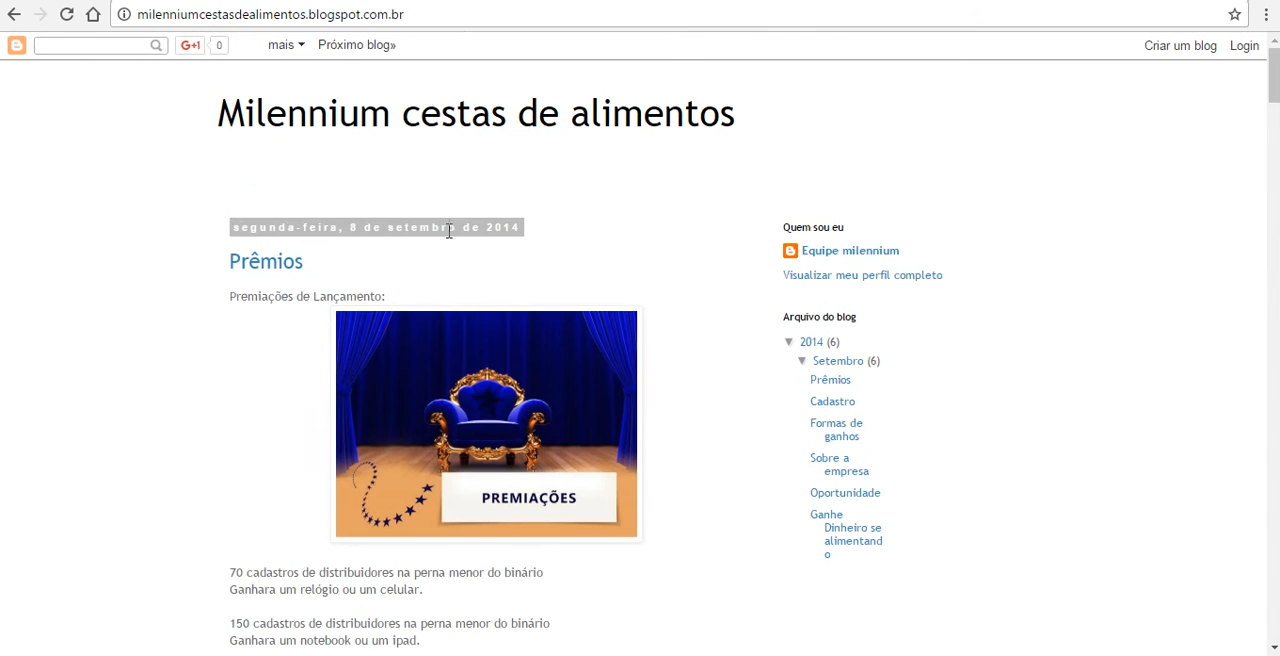 milenniumcestasdealimentos.blogspot.com.br
G+1 0 mais Próximo blog» Criar um blog Login
Milennium cestas de alimentos
segunda-feira, 8 de setembro de 2014
Prêmios
Premiações de Lançamento:
PREMIAÇÕES
70 cadastros de distribuidores na perna menor do binário
Ganhara um relógio ou um celular.
150 cadastros de distribuidores na perna menor do binário
Ganhara um notebook ou um ipad.
Quem sou eu
Equipe milennium
Visualizar meu perfil completo
Arquivo do blog
▼ 2014 (6)
▼ Setembro (6)
Prêmios
Cadastro
Formas de
ganhos
Sobre a
empresa
Oportunidade
Ganhe
Dinheiro se
alimentand
o